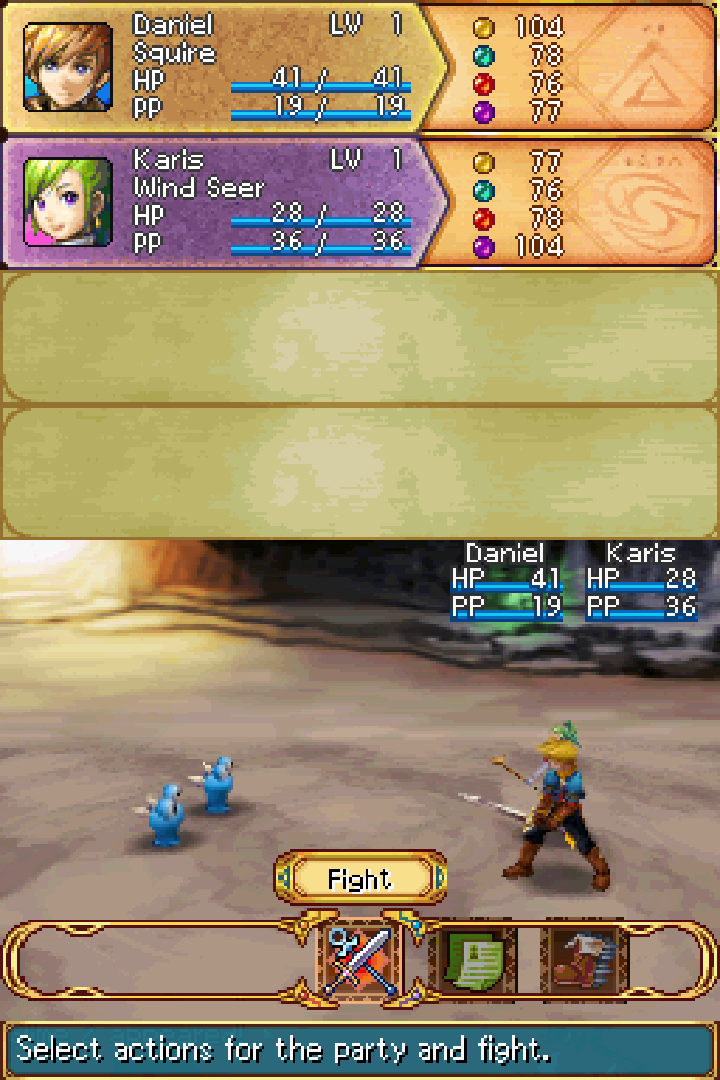 Daniel LV 1
Squire
HP 41 / 41
PP 19 / 19
104
78
76
77
Karis LV 1
Wind Seer
HP 28 / 28
PP 36 / 36
77
76
78
104
Daniel Karis
HP 41 HP 28
PP 19 PP 36
Fight
Select actions for the party and fight.